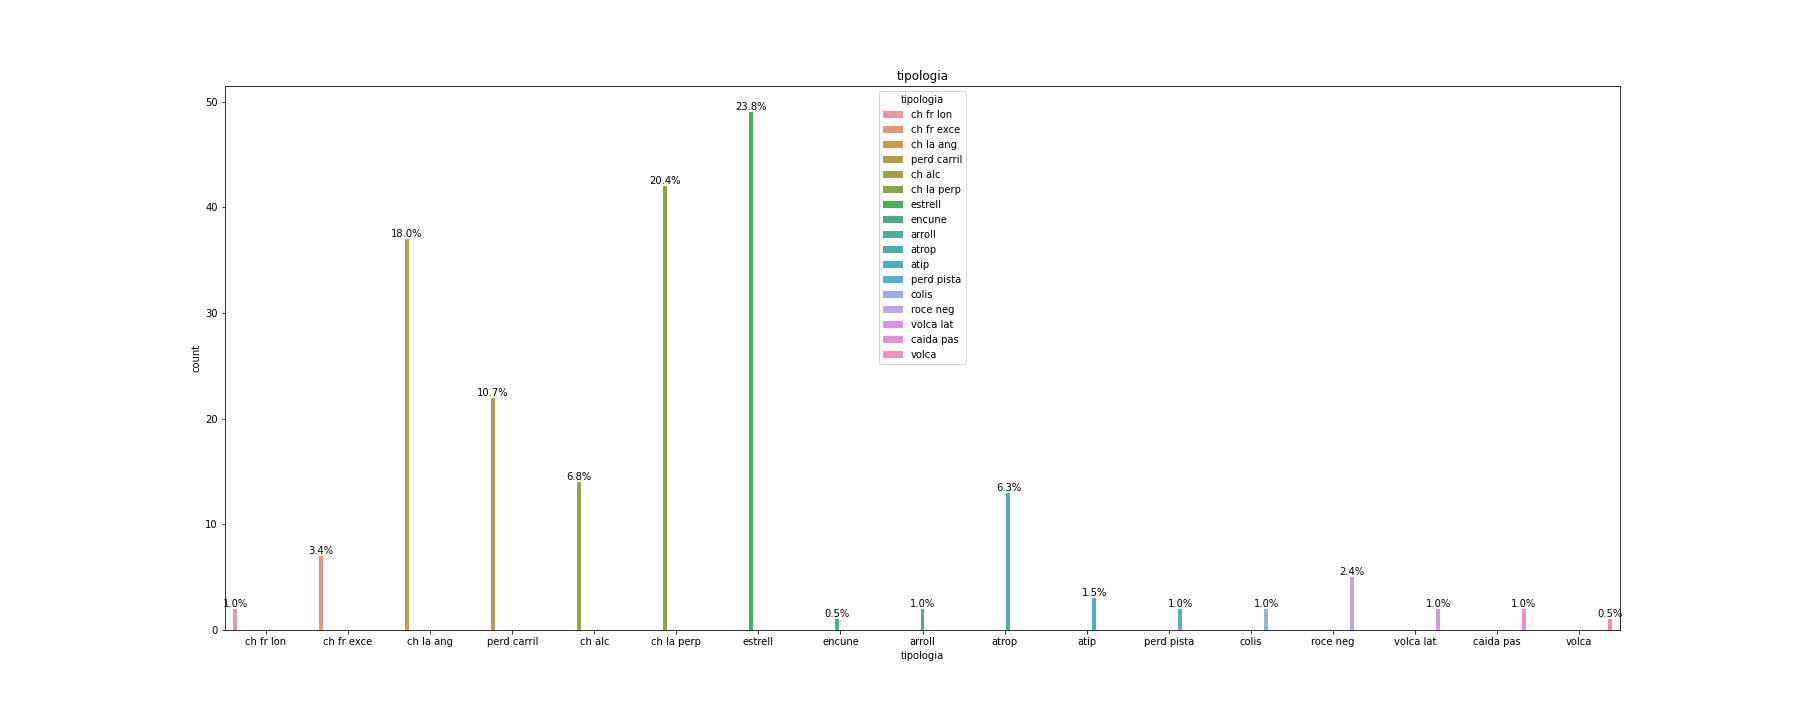 tipologia
50
40
30
20
10
0
count
1.0%
3.4%
18.0%
10.7%
6.8%
20.4%
23.8%
0.5%
1.0%
6.3%
1.5%
1.0%
1.0%
2.4%
1.0%
1.0%
0.5%
tipologia
ch fr lon
ch fr exce
ch la ang
perd carril
ch alc
ch la perp
estrell
encune
arroll
atrop
atip
perd pista
colis
roce neg
volca lat
caida pas
volca
ch fr lon
ch fr exce
ch la ang
perd carril
ch alc
ch la perp
estrell
encune
arroll
atrop
atip
perd pista
colis
roce neg
volca lat
caida pas
volca
tipologia